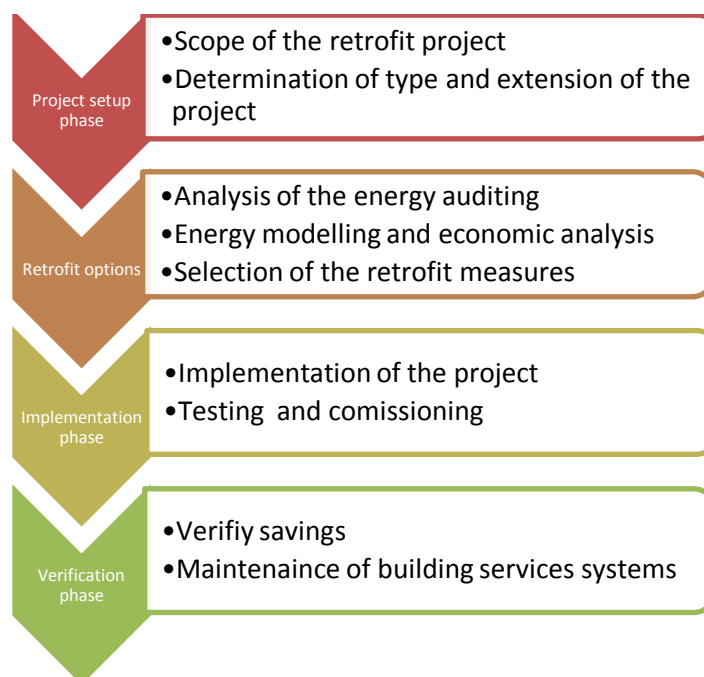 •Scope of the retrofit project
•Determination of type and extension of the
project
Project setup
phase
•Analysis of the energy auditing
•Energy modelling and economic analysis
•Selection of the retrofit measures
Retrofit options
•Implementation of the project
•Testing and comissioning
Implementation
phase
•Verifiy savings
•Maintenaince of building services systems
Verification
phase